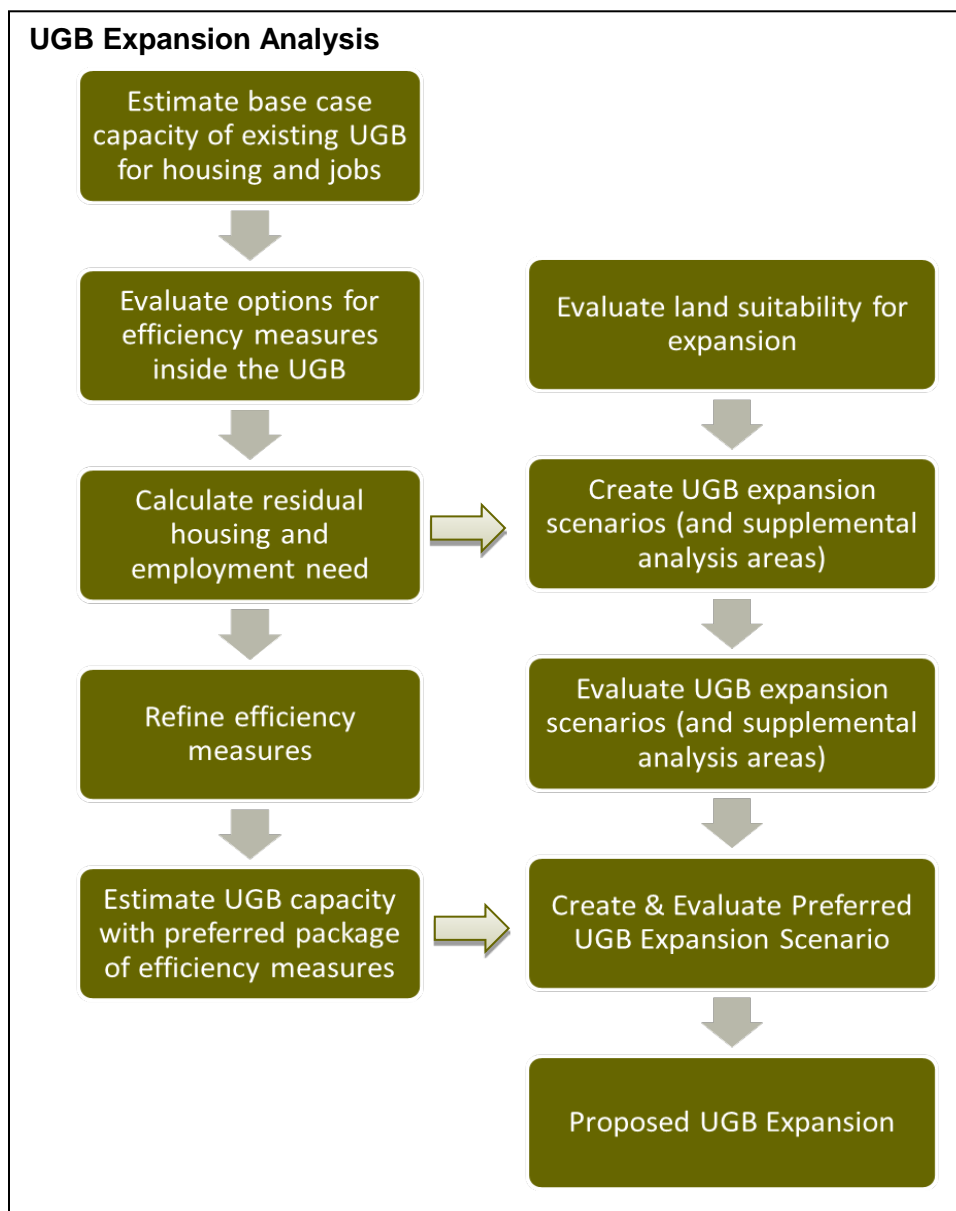 UGB Expansion Analysis
Estimate base case
capacity of existing UGB
for housing and jobs
Evaluate options for
efficiency measures
inside the UGB
Calculate residual
housing and
employment need
Refine efficiency
measures
Estimate UGB capacity
with preferred package
of efficiency measures
Evaluate land suitability for
expansion
Create UGB expansion
scenarios (and supplemental
analysis areas)
Evaluate UGB expansion
scenarios (and supplemental
analysis areas)
Create & Evaluate Preferred
UGB Expansion Scenario
Proposed UGB Expansion